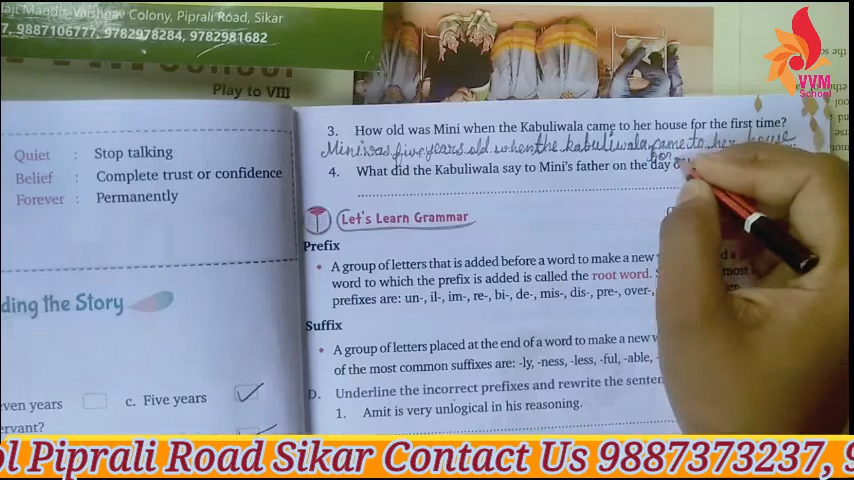 Mandir, Vaishnav Colony, Piprali Road, Sikar
7, 9887106777, 9782978284, 9782981682
Play to VIII
VVM
School
Quiet : Stop talking
Belief : Complete trust or confidence
Forever : Permanently
ding the Story
ven years
c. Five years
ervant?
3. How old was Mini when the Kabuliwala came to her house for the first time?
Mini was five years old when the kabuliwala came to her house
for
4. What did the Kabuliwala say to Mini's father on the day
Let's Learn Grammar
Prefix
A group of letters that is added before a word to make a new
word to which the prefix is added is called the root word. most
prefixes are: un-, il-, im-, re-, bi-, de-, mis-, dis-, pre-, over-,
Suffix
A group of letters placed at the end of a word to make a new
of the most common suffixes are: -ly, -ness, -less, -ful, -able,
D. Underline the incorrect prefixes and rewrite the senten
1. Amit is very unlogical in his reasoning.
ol Piprali Road Sikar Contact Us 9887373237, 9